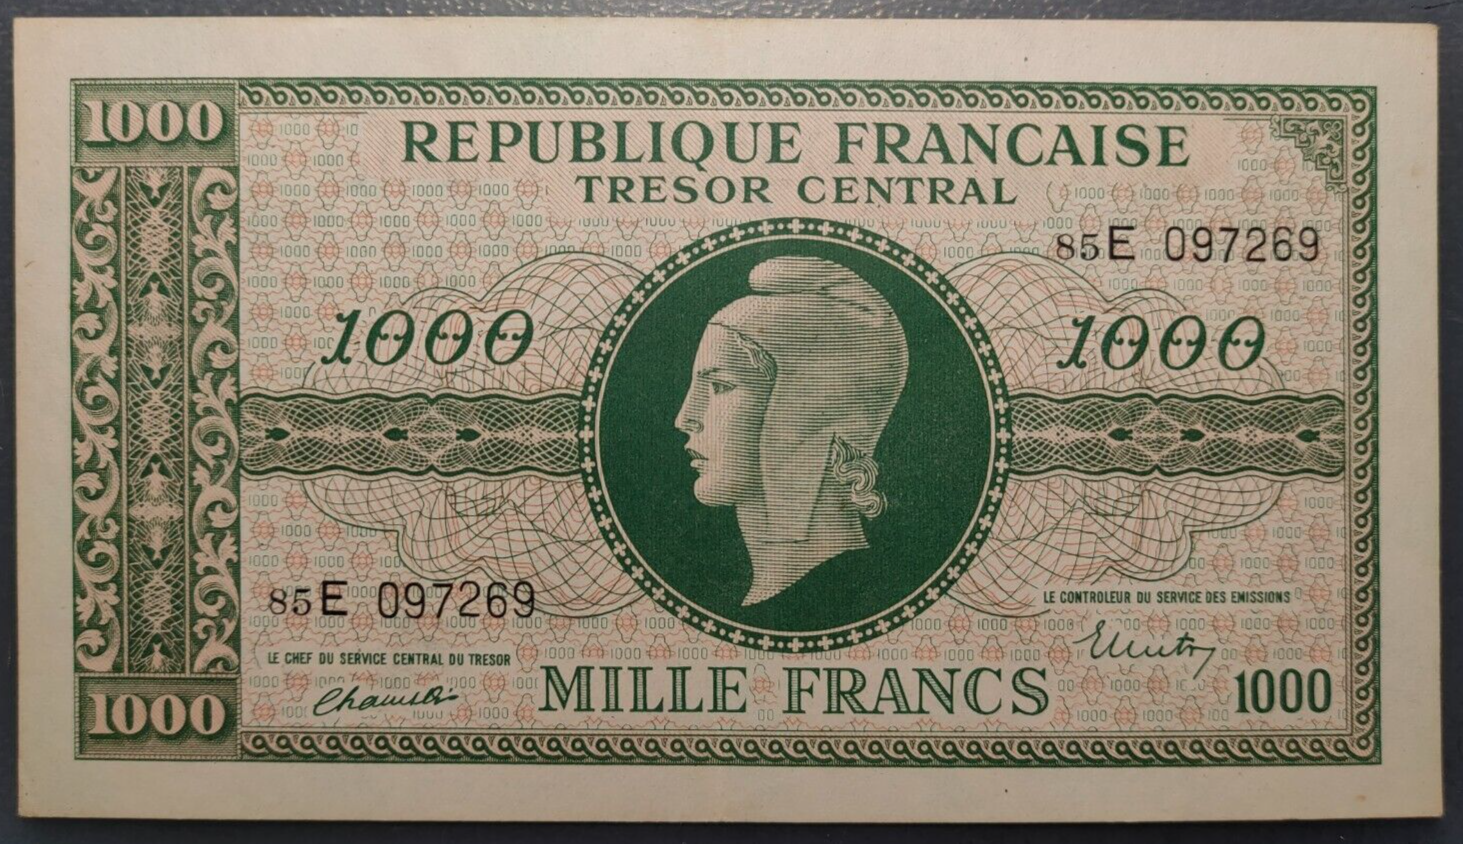 1000
REPUBLIQUE FRANCAISE
TRESOR CENTRAL
85E 097269
1000
1000
85E 097269
LE CONTROLEUR DU SERVICE DES EMISSIONS
LE CHEF DU SERVICE CENTRAL DU TRESOR
MILLE FRANCS
1000
1000